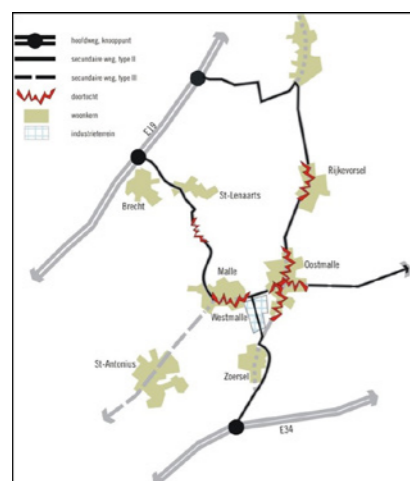 hoofdweg, knooppunt
secundaire weg, type II
secundaire weg, type III
doortocht
woonkern
industrieterrein
E19
Brecht
St-Lenaarts
Rijkevorsel
Malle
Oostmalle
Westmalle
St-Antonius
Zoersel
E34